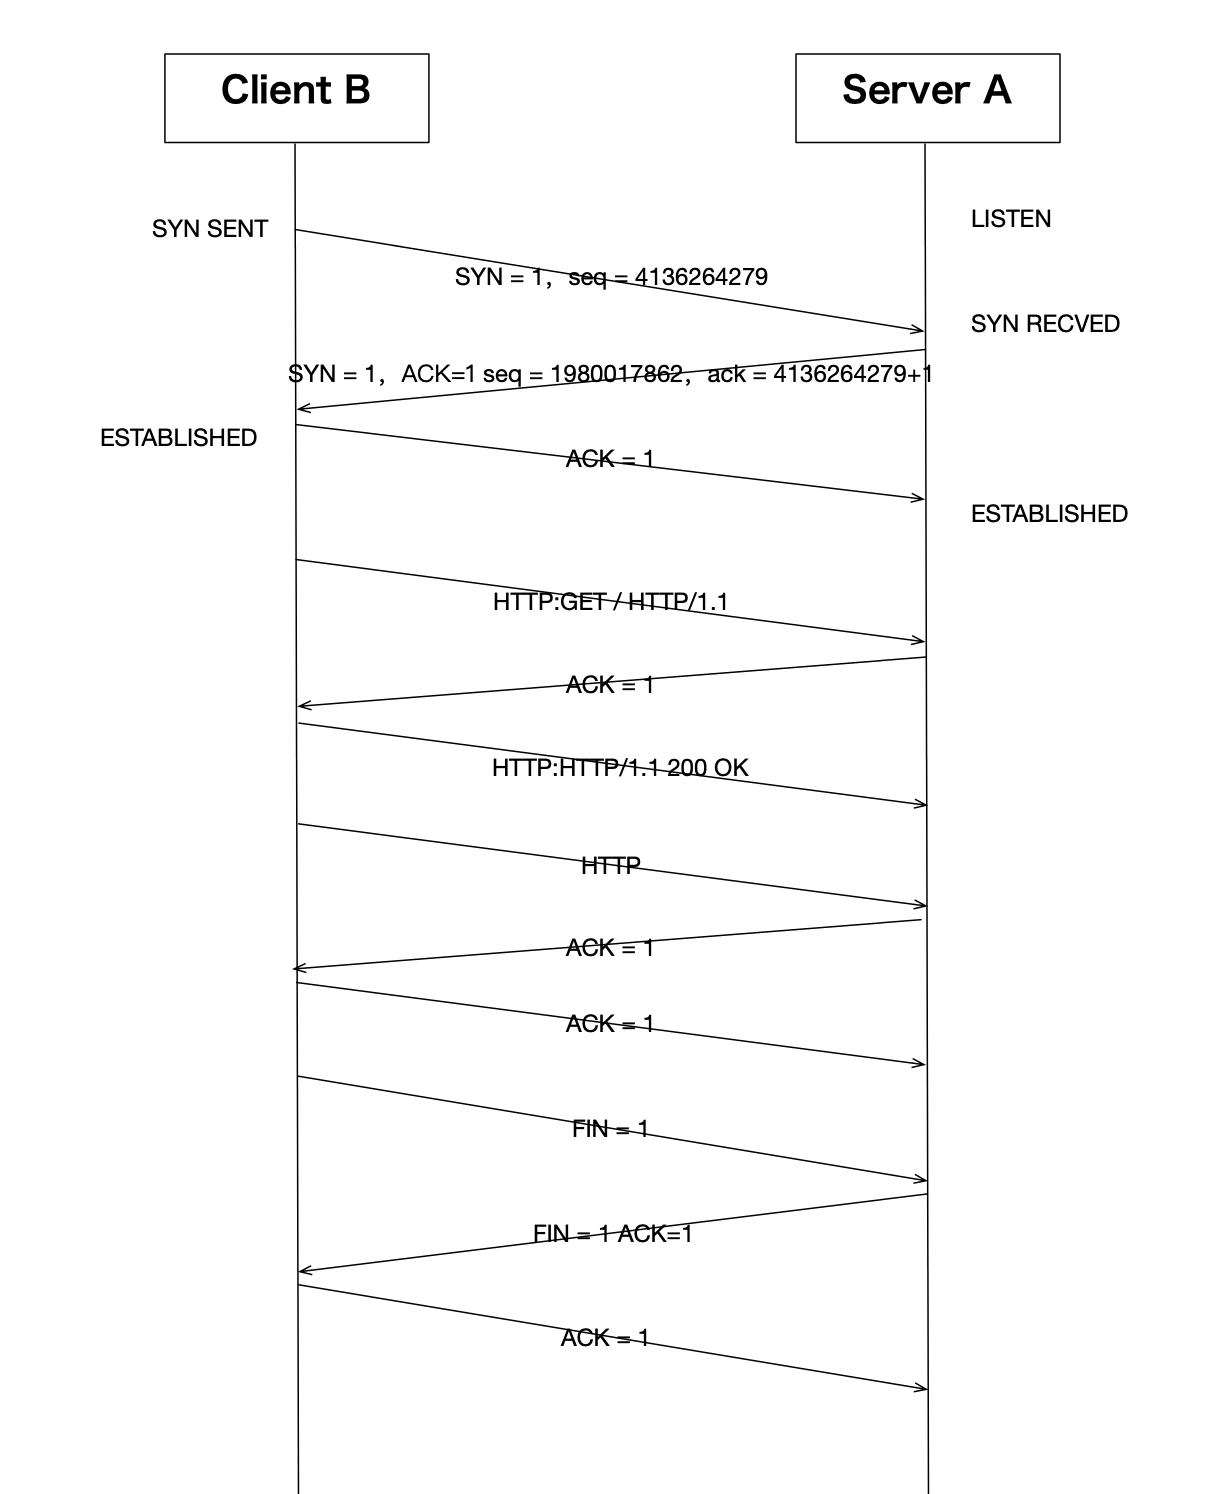 Client B
Server A
LISTEN
SYN SENT
SYN = 1，seq = 4136264279
SYN RECVED
SYN = 1，ACK=1 seq = 1980017862，ack = 4136264279+1
ESTABLISHED
ACK = 1
ESTABLISHED
HTTP:GET / HTTP/1.1
ACK = 1
HTTP:HTTP/1.1 200 OK
HTTP
ACK = 1
ACK = 1
FIN = 1
FIN = 1 ACK=1
ACK = 1